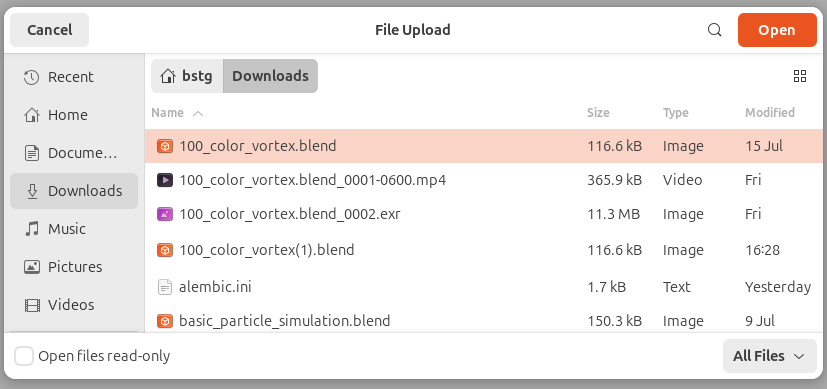 Cancel File Upload Open
Recent
Home
Docume…
Downloads
Music
Pictures
Videos
bstg Downloads
Name Size Type Modified
100_color_vortex.blend 116.6 kB Image 15 Jul
100_color_vortex.blend_0001-0600.mp4 365.9 kB Video Fri
100_color_vortex.blend_0002.exr 11.3 MB Image Fri
100_color_vortex(1).blend 116.6 kB Image 16:28
alembic.ini 1.7 kB Text Yesterday
basic_particle_simulation.blend 150.3 kB Image 9 Jul
Open files read-only All Files